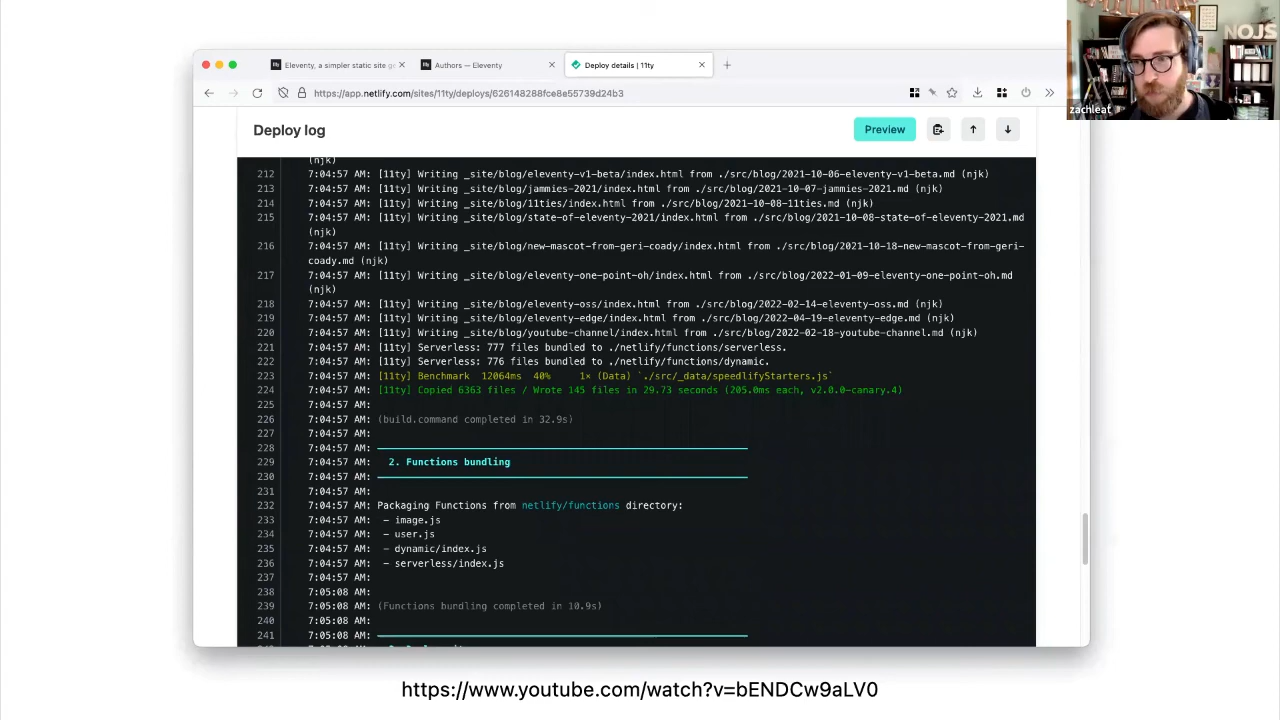 NOJS
zachleat
Eleventy, a simpler static site ge
Authors — Eleventy
Deploy details | 11ty
https://app.netlify.com/sites/11ty/deploys/626148288fce8e55739d24b3
Deploy log
Preview
(njk)
212 7:04:57 AM: [11ty] Writing _site/blog/eleventy-v1-beta/index.html from ./src/blog/2021-10-06-eleventy-v1-beta.md (njk)
213 7:04:57 AM: [11ty] Writing _site/blog/jammies-2021/index.html from ./src/blog/2021-10-07-jammies-2021.md (njk)
214 7:04:57 AM: [11ty] Writing _site/blog/11ties/index.html from ./src/blog/2021-10-08-11ties.md (njk)
215 7:04:57 AM: [11ty] Writing _site/blog/state-of-eleventy-2021/index.html from ./src/blog/2021-10-08-state-of-eleventy-2021.md
(njk)
216 7:04:57 AM: [11ty] Writing _site/blog/new-mascot-from-geri-coady/index.html from ./src/blog/2021-10-18-new-mascot-from-geri-
coady.md (njk)
217 7:04:57 AM: [11ty] Writing _site/blog/eleventy-one-point-oh/index.html from ./src/blog/2022-01-09-eleventy-one-point-oh.md
(njk)
218 7:04:57 AM: [11ty] Writing _site/blog/eleventy-oss/index.html from ./src/blog/2022-02-14-eleventy-oss.md (njk)
219 7:04:57 AM: [11ty] Writing _site/blog/eleventy-edge/index.html from ./src/blog/2022-04-19-eleventy-edge.md (njk)
220 7:04:57 AM: [11ty] Writing _site/blog/youtube-channel/index.html from ./src/blog/2022-02-18-youtube-channel.md (njk)
221 7:04:57 AM: [11ty] Serverless: 777 files bundled to ./netlify/functions/serverless.
222 7:04:57 AM: [11ty] Serverless: 776 files bundled to ./netlify/functions/dynamic.
223 7:04:57 AM: [11ty] Benchmark 12064ms 40% 1× (Data) `./src/_data/speedlifyStarters.js`
224 7:04:57 AM: [11ty] Copied 6363 files / Wrote 145 files in 29.73 seconds (205.0ms each, v2.0.0-canary.4)
225 7:04:57 AM:
226 7:04:57 AM: (build.command completed in 32.9s)
227 7:04:57 AM:
228 7:04:57 AM:
229 7:04:57 AM: 2. Functions bundling
230 7:04:57 AM:
231 7:04:57 AM:
232 7:04:57 AM: Packaging Functions from netlify/functions directory:
233 7:04:57 AM: – image.js
234 7:04:57 AM: – user.js
235 7:04:57 AM: – dynamic/index.js
236 7:04:57 AM: – serverless/index.js
237 7:04:57 AM:
238 7:05:08 AM:
239 7:05:08 AM: (Functions bundling completed in 10.9s)
240 7:05:08 AM:
241 7:05:08 AM:
https://www.youtube.com/watch?v=bENDCw9aLV0